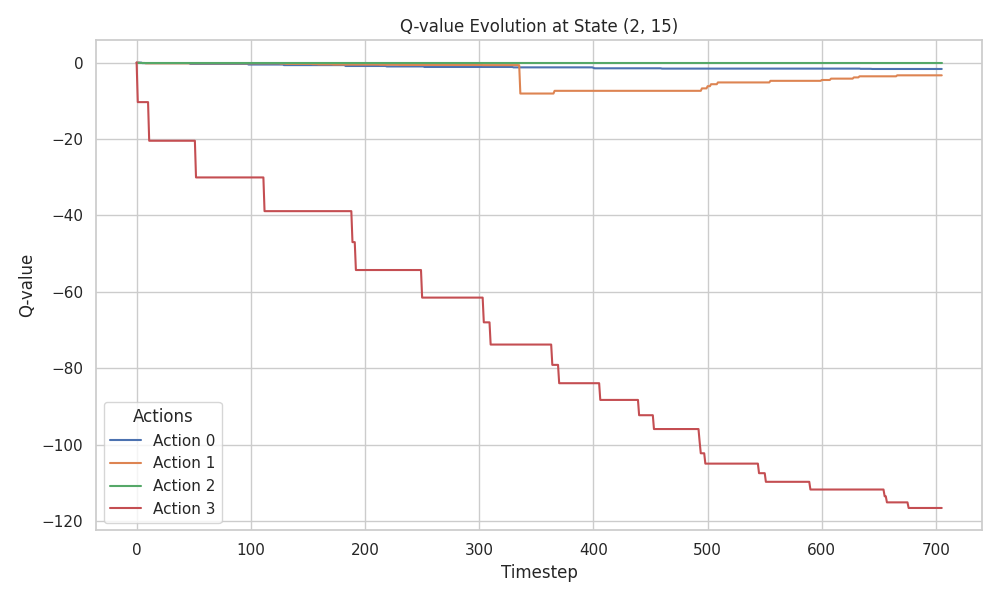 Q-value Evolution at State (2, 15)
Q-value
0
−20
−40
−60
−80
−100
−120
Actions
Action 0
Action 1
Action 2
Action 3
0 100 200 300 400 500 600 700
Timestep